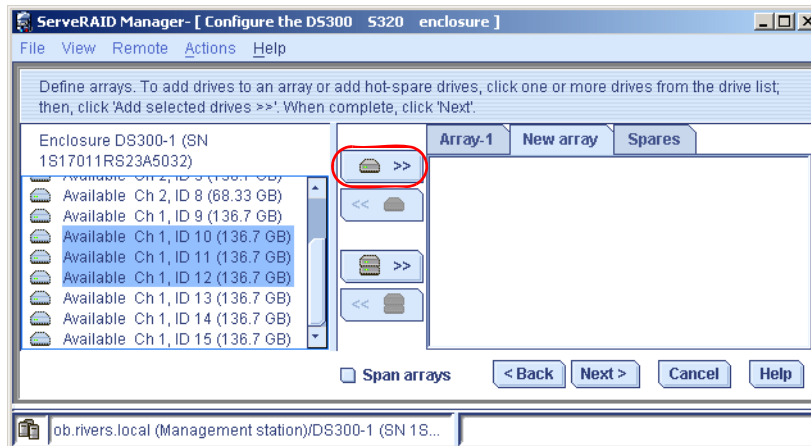 ServeRAID Manager- [ Configure the DS300 5320 enclosure ]
File View Remote Actions Help
Define arrays. To add drives to an array or add hot-spare drives, click one or more drives from the drive list;
then, click 'Add selected drives >>'. When complete, click 'Next'.
Enclosure DS300-1 (SN
1S17011RS23A5032)
Available Ch 2, ID 8 (68.33 GB)
Available Ch 1, ID 9 (136.7 GB)
Available Ch 1, ID 10 (136.7 GB)
Available Ch 1, ID 11 (136.7 GB)
Available Ch 1, ID 12 (136.7 GB)
Available Ch 1, ID 13 (136.7 GB)
Available Ch 1, ID 14 (136.7 GB)
Available Ch 1, ID 15 (136.7 GB)
>>
<<
>>
<<
Array-1 New array Spares
Span arrays
< Back Next > Cancel Help
ob.rivers.local (Management station)/DS300-1 (SN 1S...